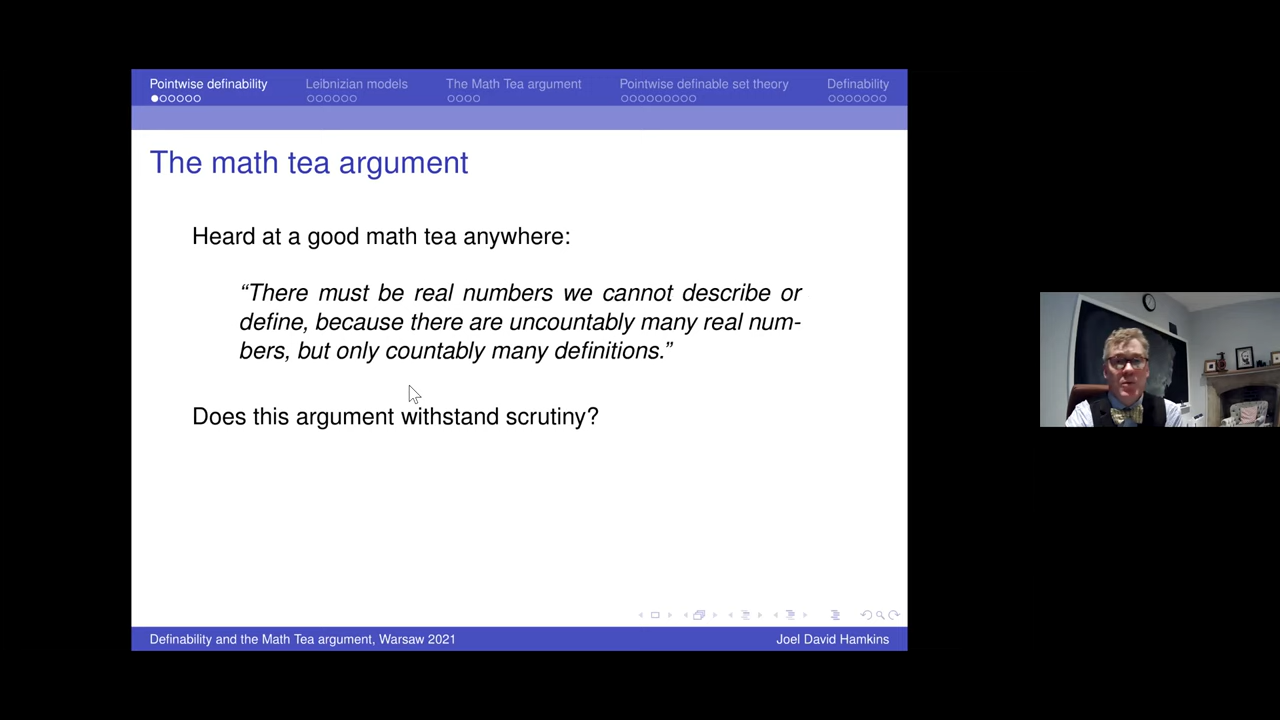 Pointwise definability Leibnizian models The Math Tea argument Pointwise definable set theory Definability
The math tea argument
Heard at a good math tea anywhere:
“There must be real numbers we cannot describe or
define, because there are uncountably many real num-
bers, but only countably many definitions.”
Does this argument withstand scrutiny?
Definability and the Math Tea argument, Warsaw 2021 Joel David Hamkins